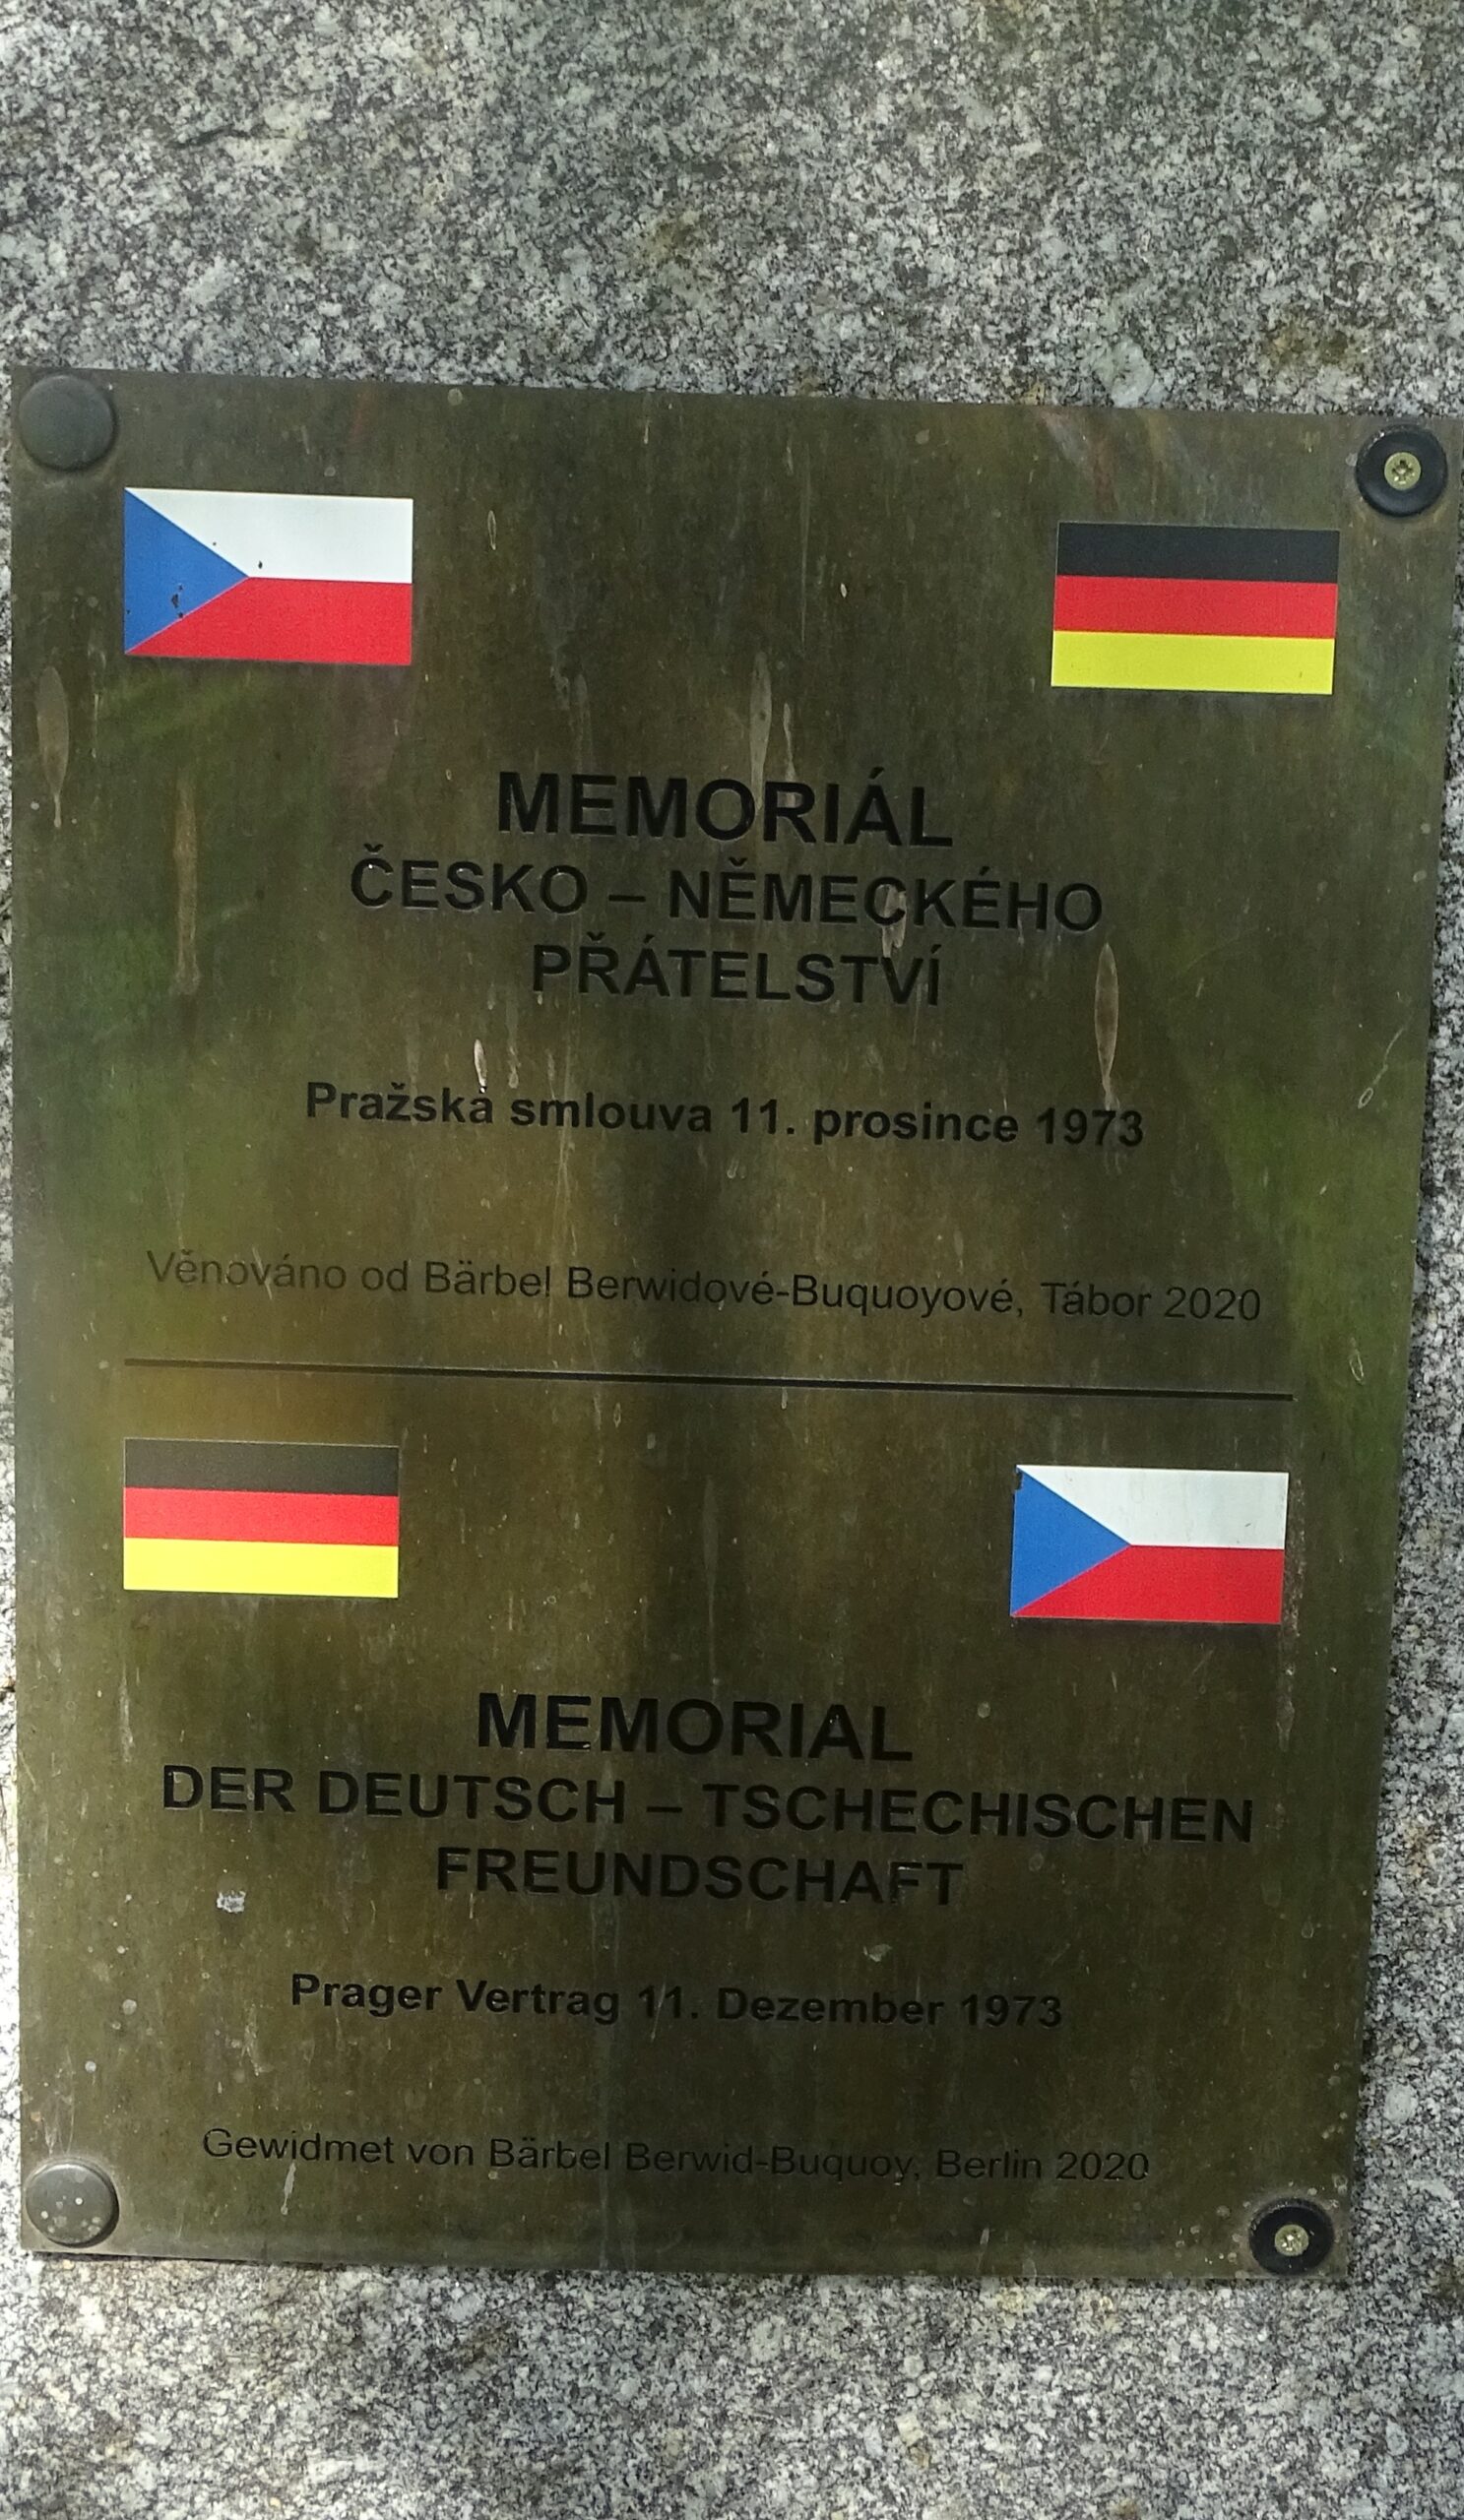 MEMORIÁL
ČESKO – NĚMECKÉHO
PŘÁTELSTVÍ
Pražská smlouva 11. prosince 1973
Věnováno od Bärbel Berwidové-Buquoyové, Tábor 2020
MEMORIAL
DER DEUTSCH – TSCHECHISCHEN
FREUNDSCHAFT
Prager Vertrag 11. Dezember 1973
Gewidmet von Bärbel Berwid-Buquoy, Berlin 2020